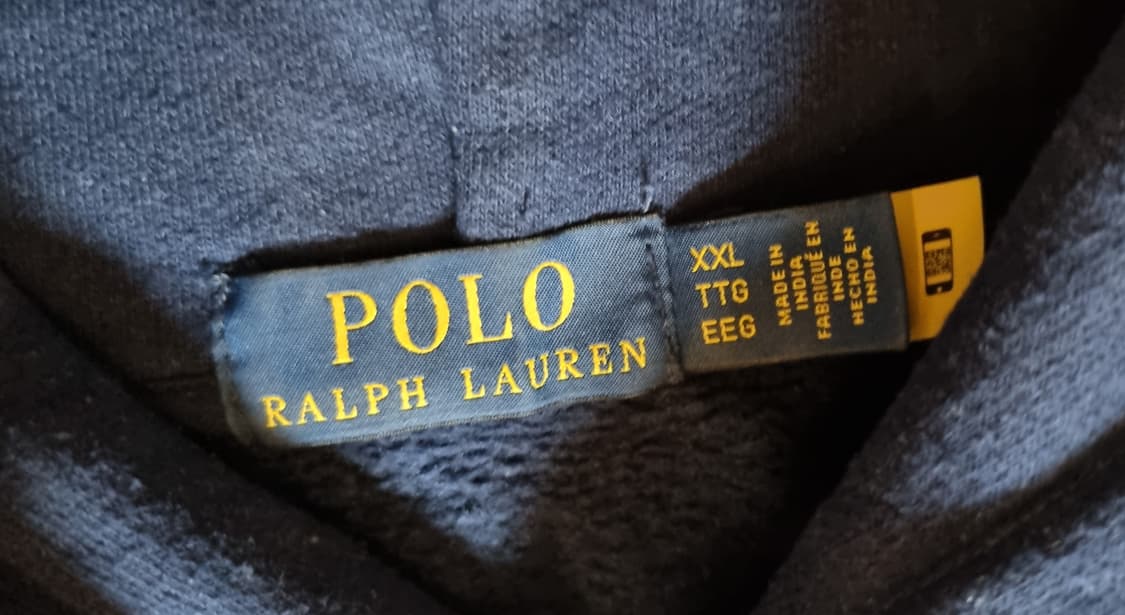 POLO
RALPH LAUREN
XXL
TTG
EEG
MADE IN
INDIA
FABRIQUÉ EN
INDE
HECHO EN
INDIA